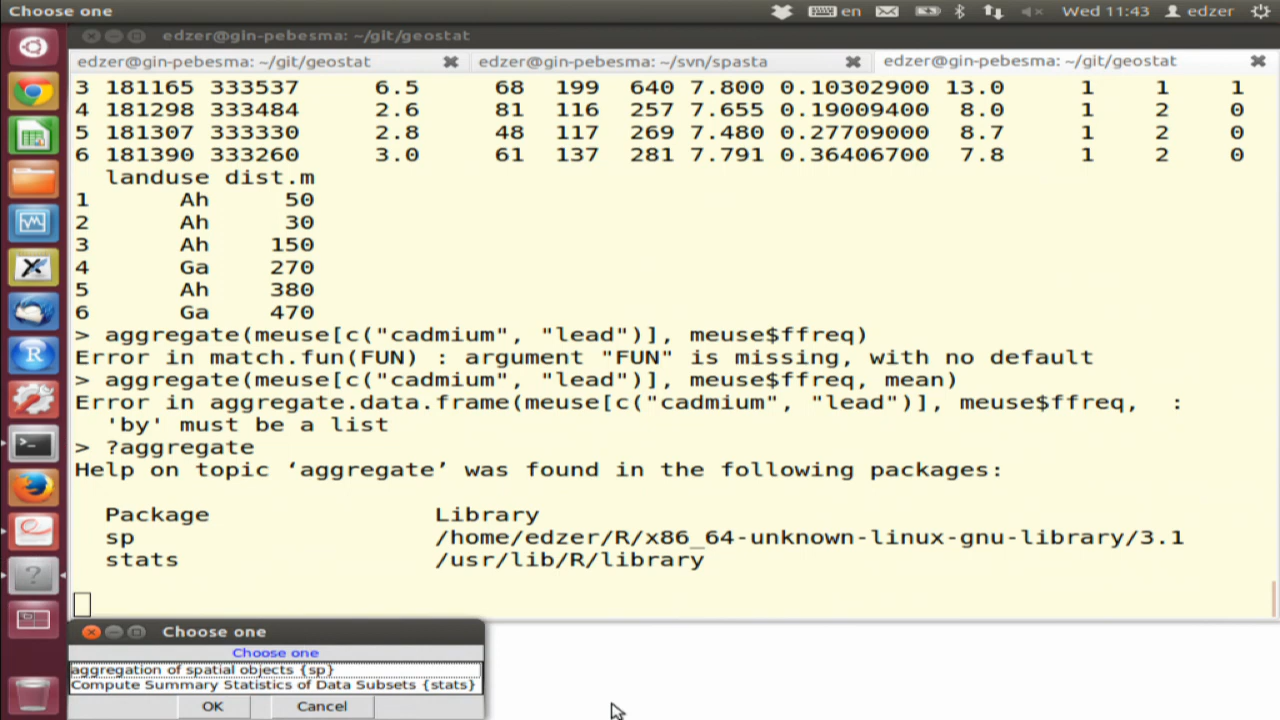 Choose one
en
Wed 11:43
edzer
edzer@gin-pebesma: ~/git/geostat
edzer@gin-pebesma: ~/git/geostat
edzer@gin-pebesma: ~/svn/spasta
edzer@gin-pebesma: ~/git/geostat
3 181165 333537 6.5 68 199 640 7.800 0.10302900 13.0 1 1 1
4 181298 333484 2.6 81 116 257 7.655 0.19009400 8.0 1 2 0
5 181307 333330 2.8 48 117 269 7.480 0.27709000 8.7 1 2 0
6 181390 333260 3.0 61 137 281 7.791 0.36406700 7.8 1 2 0
landuse dist.m
1 Ah 50
2 Ah 30
3 Ah 150
4 Ga 270
5 Ah 380
6 Ga 470
> aggregate(meuse[c("cadmium", "lead")], meuse$ffreq)
Error in match.fun(FUN) : argument "FUN" is missing, with no default
> aggregate(meuse[c("cadmium", "lead")], meuse$ffreq, mean)
Error in aggregate.data.frame(meuse[c("cadmium", "lead")], meuse$ffreq, :
'by' must be a list
> ?aggregate
Help on topic ‘aggregate’ was found in the following packages:
Package Library
sp /home/edzer/R/x86_64-unknown-linux-gnu-library/3.1
stats /usr/lib/R/library
Choose one
Choose one
aggregation of spatial objects {sp}
Compute Summary Statistics of Data Subsets {stats}
OK Cancel